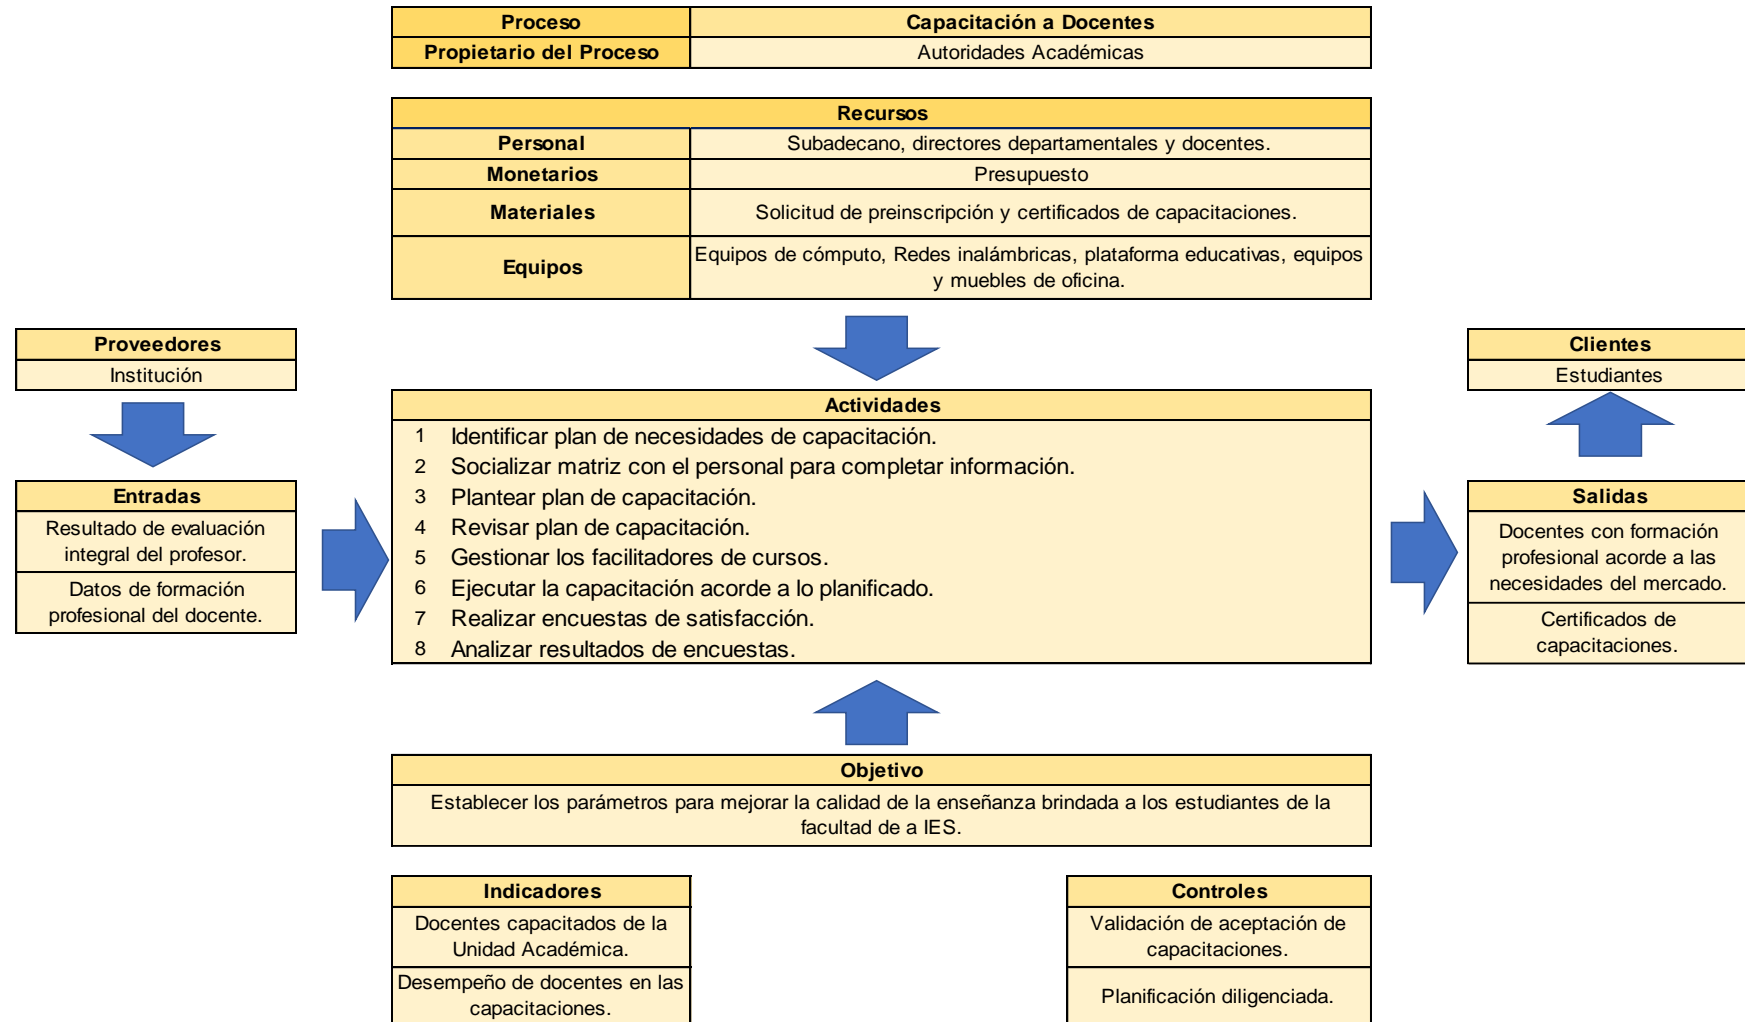 Proceso
Capacitación a Docentes
Propietario del Proceso
Autoridades Académicas
Recursos
Personal
Subadecano, directores departamentales y docentes.
Monetarios
Presupuesto
Materiales
Solicitud de preinscripción y certificados de capacitaciones.
Equipos
Equipos de cómputo, Redes inalámbricas, plataforma educativas, equipos
y muebles de oficina.
Proveedores
Institución
Entradas
Resultado de evaluación
integral del profesor.
Datos de formación
profesional del docente.
Actividades
1 Identificar plan de necesidades de capacitación.
2 Socializar matriz con el personal para completar información.
3 Plantear plan de capacitación.
4 Revisar plan de capacitación.
5 Gestionar los facilitadores de cursos.
6 Ejecutar la capacitación acorde a lo planificado.
7 Realizar encuestas de satisfacción.
8 Analizar resultados de encuestas.
Clientes
Estudiantes
Salidas
Docentes con formación
profesional acorde a las
necesidades del mercado.
Certificados de
capacitaciones.
Objetivo
Establecer los parámetros para mejorar la calidad de la enseñanza brindada a los estudiantes de la
facultad de a IES.
Indicadores
Docentes capacitados de la
Unidad Académica.
Desempeño de docentes en las
capacitaciones.
Controles
Validación de aceptación de
capacitaciones.
Planificación diligenciada.